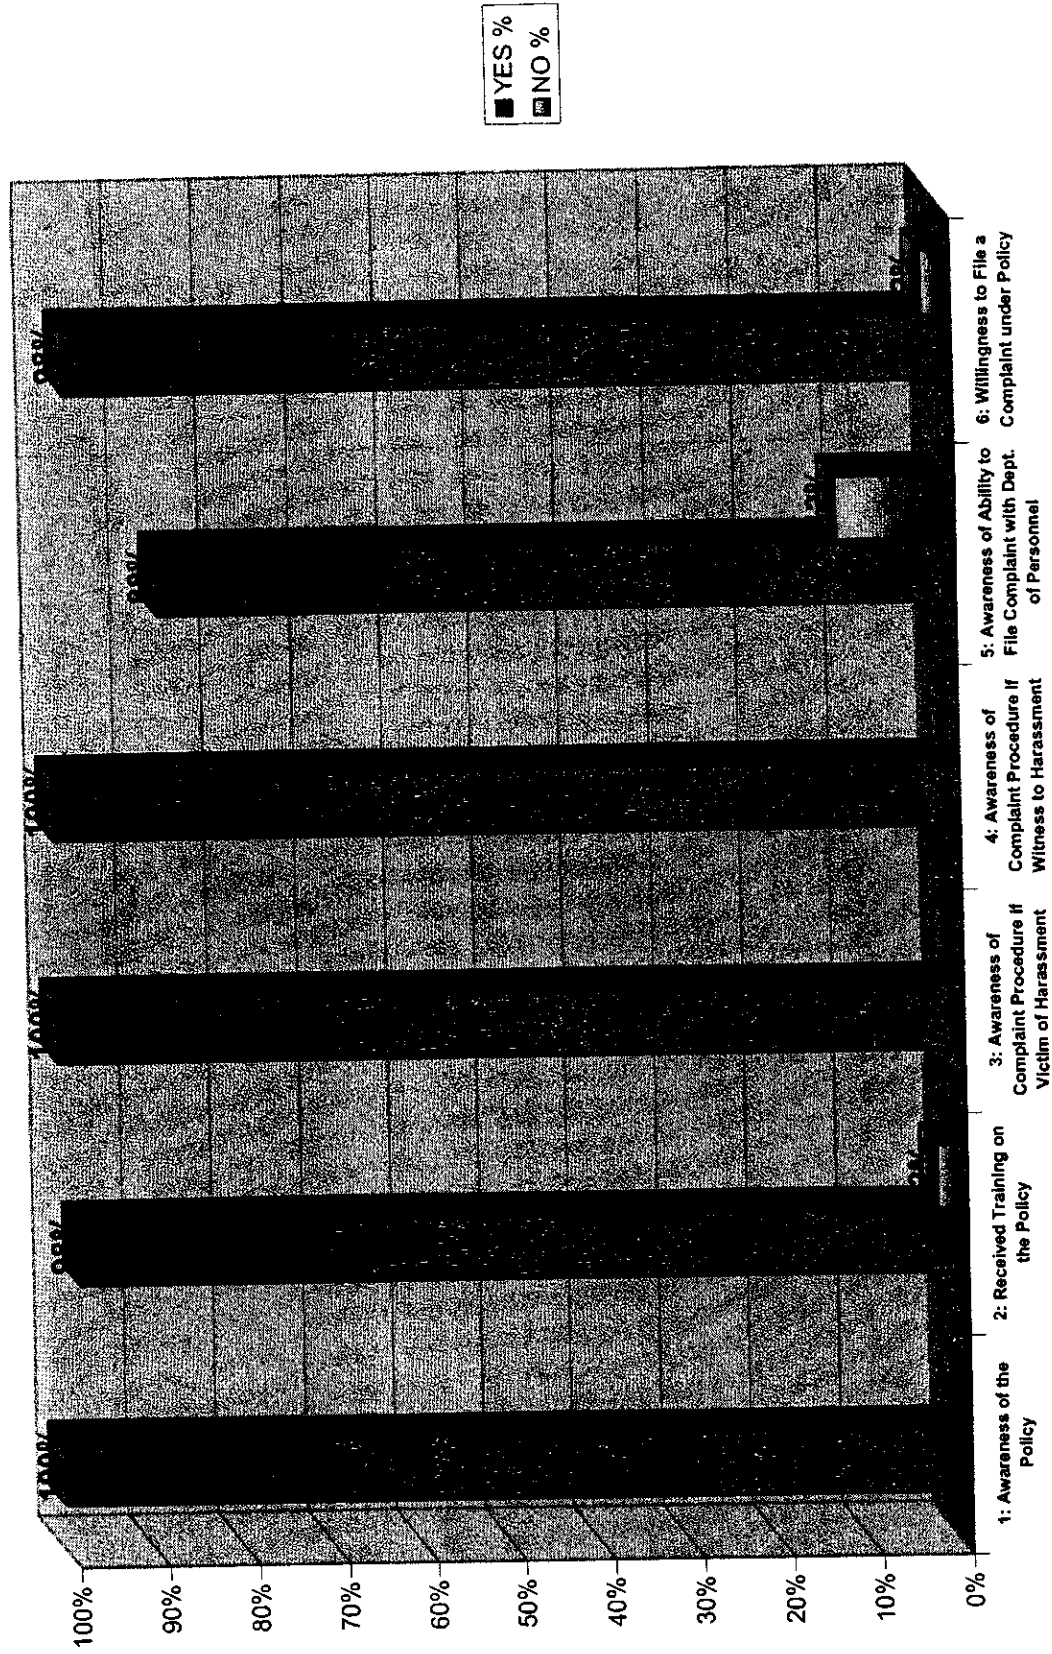 YES %
NO %
100%
90%
80%
70%
60%
50%
40%
30%
20%
10%
0%
100%
100%
100%
1: Awareness of the
Policy
2: Received Training on
the Policy
3: Awareness of
Complaint Procedure If
Victim of Harassment
4: Awareness of
Complaint Procedure If
Witness to Harassment
5: Awareness of Ability to
File Complaint with Dept.
of Personnel
6: Willingness to File a
Complaint under Policy